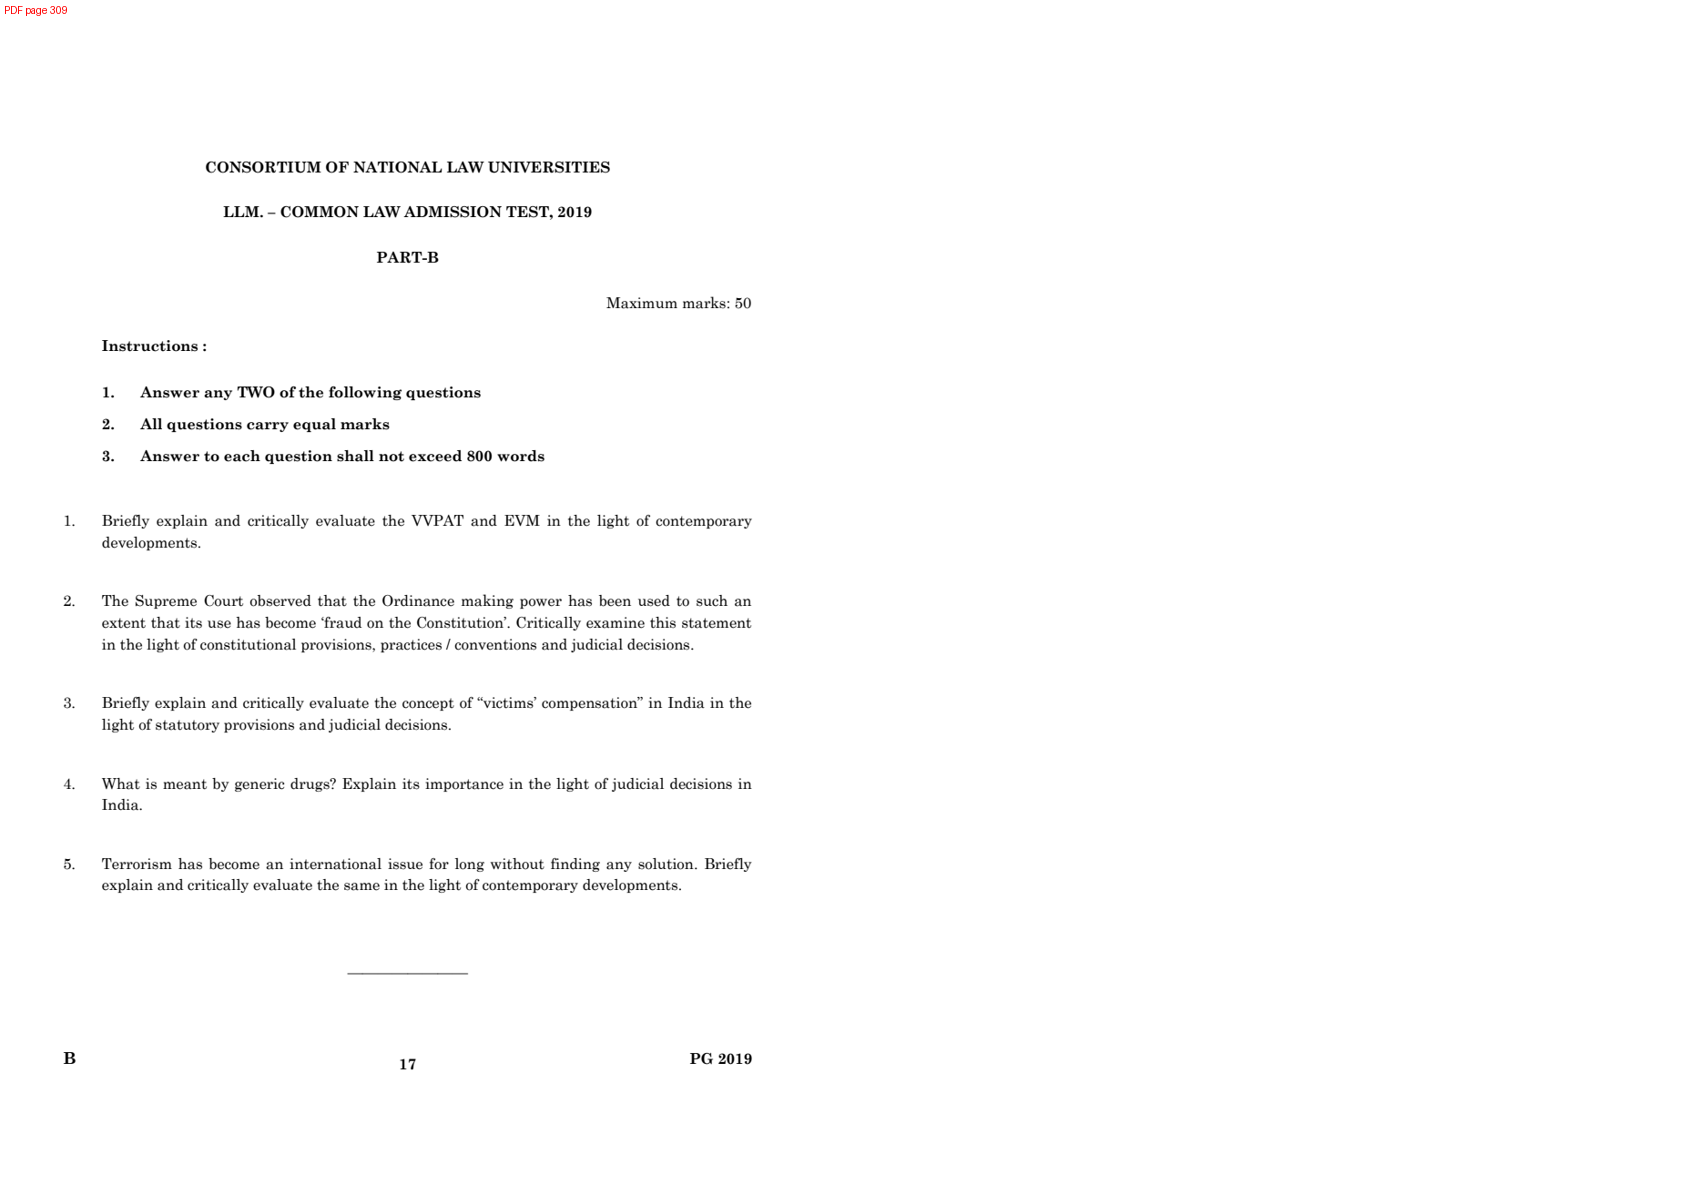 PDF page 309
CONSORTIUM OF NATIONAL LAW UNIVERSITIES
LLM. – COMMON LAW ADMISSION TEST, 2019
PART-B
Maximum marks: 50
Instructions :
1. Answer any TWO of the following questions
2. All questions carry equal marks
3. Answer to each question shall not exceed 800 words
1. Briefly explain and critically evaluate the VVPAT and EVM in the light of contemporary
developments.
2. The Supreme Court observed that the Ordinance making power has been used to such an
extent that its use has become ‘fraud on the Constitution’. Critically examine this statement
in the light of constitutional provisions, practices / conventions and judicial decisions.
3. Briefly explain and critically evaluate the concept of “victims’ compensation” in India in the
light of statutory provisions and judicial decisions.
4. What is meant by generic drugs? Explain its importance in the light of judicial decisions in
India.
5. Terrorism has become an international issue for long without finding any solution. Briefly
explain and critically evaluate the same in the light of contemporary developments.
B 17 PG 2019